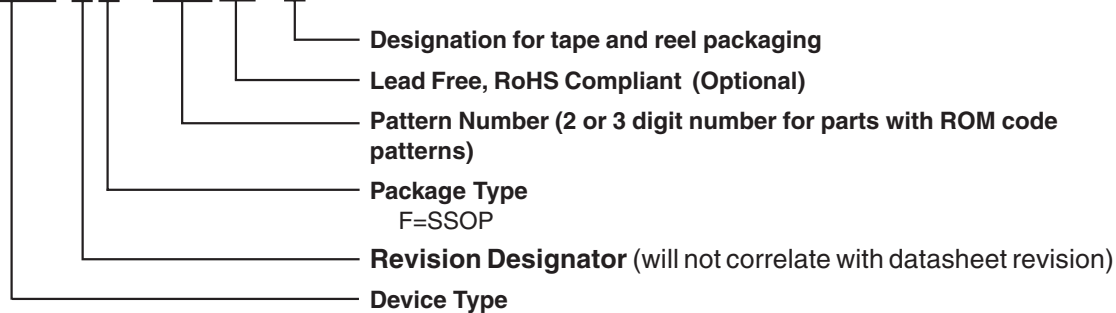 Designation for tape and reel packaging
Lead Free, RoHS Compliant (Optional)
Pattern Number (2 or 3 digit number for parts with ROM code
patterns)
Package Type
F=SSOP
Revision Designator (will not correlate with datasheet revision)
Device Type